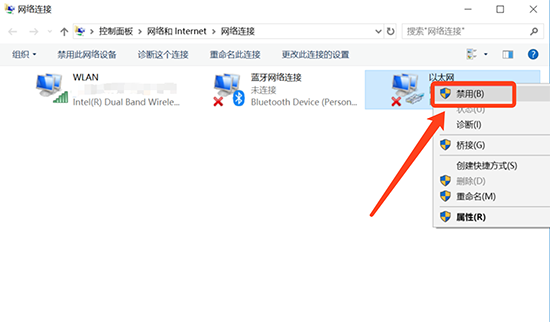 网络连接
控制面板 › 网络和 Internet › 网络连接
搜索"网络连接"
组织
禁用此网络设备
诊断这个连接
重命名此连接
更改此连接的设置
WLAN
Intel(R) Dual Band Wirele...
蓝牙网络连接
未连接
Bluetooth Device (Person...
以太网
禁用(B)
状态(U)
诊断(I)
桥接(G)
创建快捷方式(S)
删除(D)
重命名(M)
属性(R)